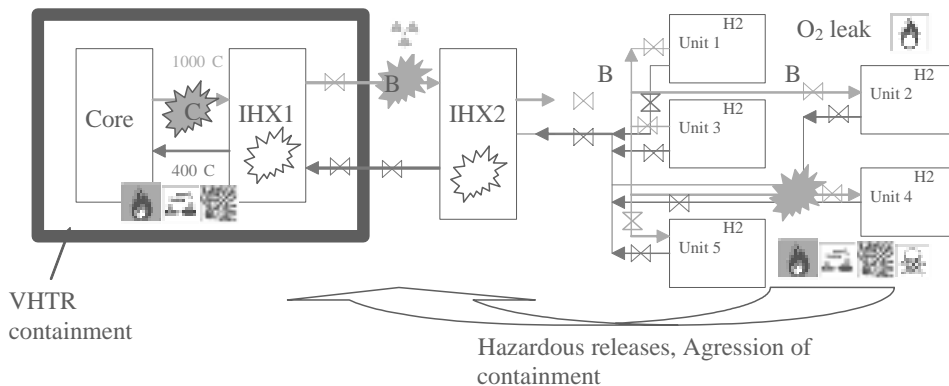 H2
Unit 1
O2 leak
1000 C
B
B
B
H2
Unit 2
Core
C
IHX1
IHX2
H2
Unit 3
400 C
H2
Unit 4
H2
Unit 5
VHTR
containment
Hazardous releases, Agression of
containment